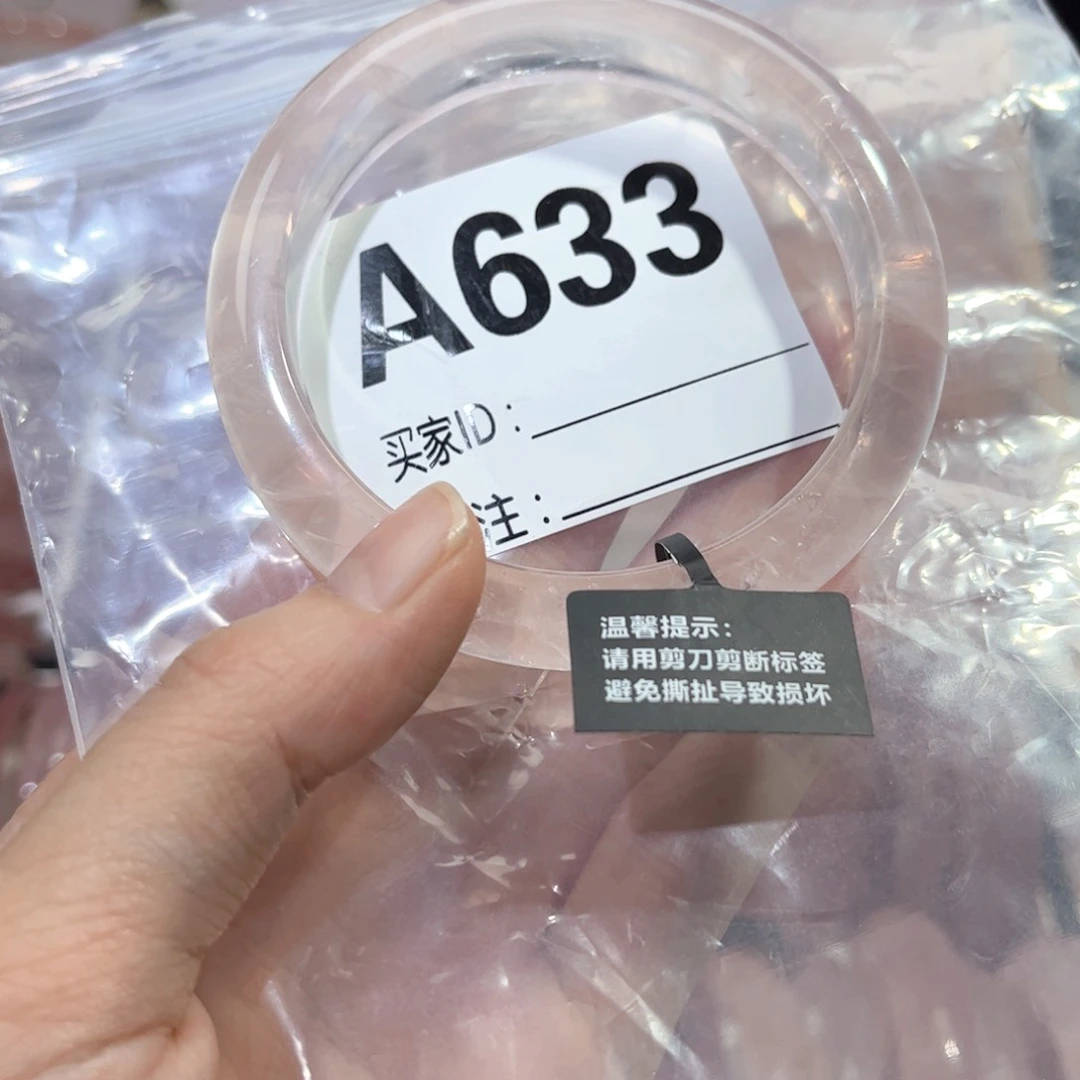 A633
买家ID：
注：
温馨提示：
请用剪刀剪断标签
避免撕扯导致损坏